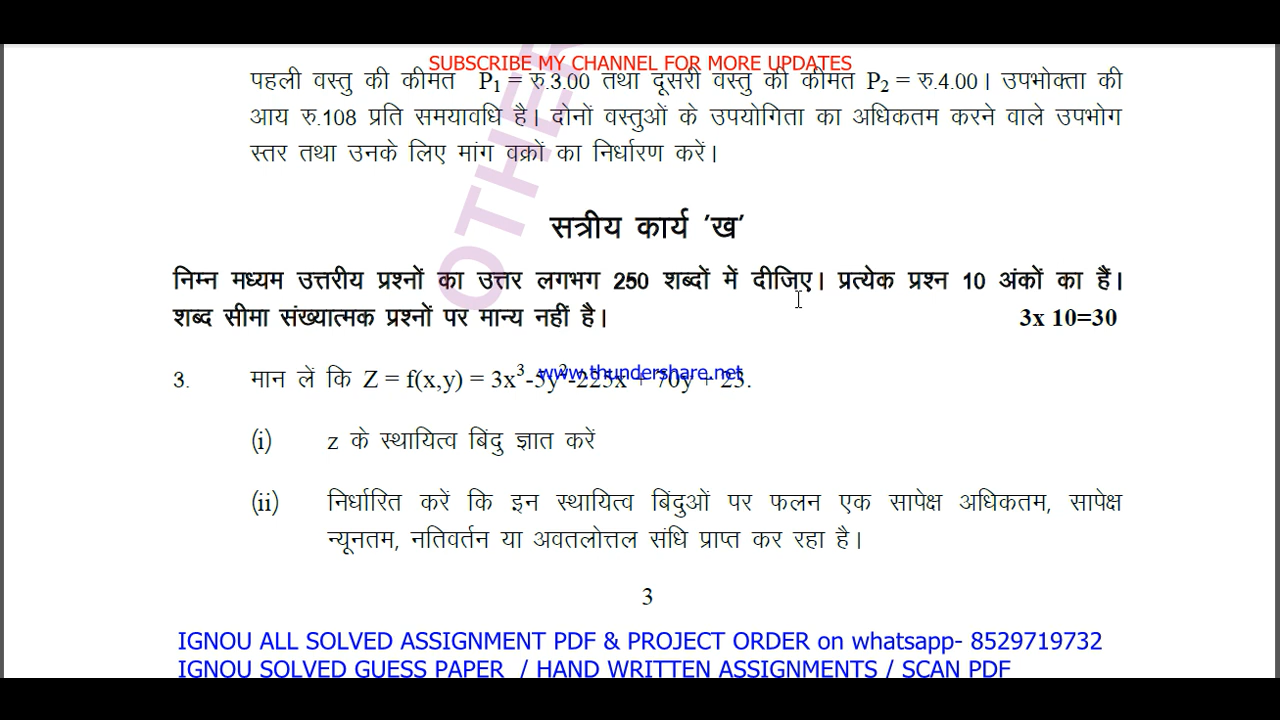 SUBSCRIBE MY CHANNEL FOR MORE UPDATES
पहली वस्तु की कीमत P₁ = रु.3.00 तथा दूसरी वस्तु की कीमत P₂ = रु.4.00। उपभोक्ता की
आय रु.108 प्रति समयावधि है। दोनों वस्तुओं के उपयोगिता का अधिकतम करने वाले उपभोग
स्तर तथा उनके लिए मांग वक्रों का निर्धारण करें।
OTHER
सत्रीय कार्य 'ख'
निम्न मध्यम उत्तरीय प्रश्नों का उत्तर लगभग 250 शब्दों में दीजिए। प्रत्येक प्रश्न 10 अंकों का हैं।
शब्द सीमा संख्यात्मक प्रश्नों पर मान्य नहीं है। 3x 10=30
3. मान लें कि Z = f(x,y) = 3x³-5y²-225x + 70y + 23.
www.thundershare.net
(i) z के स्थायित्व बिंदु ज्ञात करें
(ii) निर्धारित करें कि इन स्थायित्व बिंदुओं पर फलन एक सापेक्ष अधिकतम, सापेक्ष
न्यूनतम, नतिवर्तन या अवतलोत्तल संधि प्राप्त कर रहा है।
3
IGNOU ALL SOLVED ASSIGNMENT PDF & PROJECT ORDER on whatsapp- 8529719732
IGNOU SOLVED GUESS PAPER / HAND WRITTEN ASSIGNMENTS / SCAN PDF